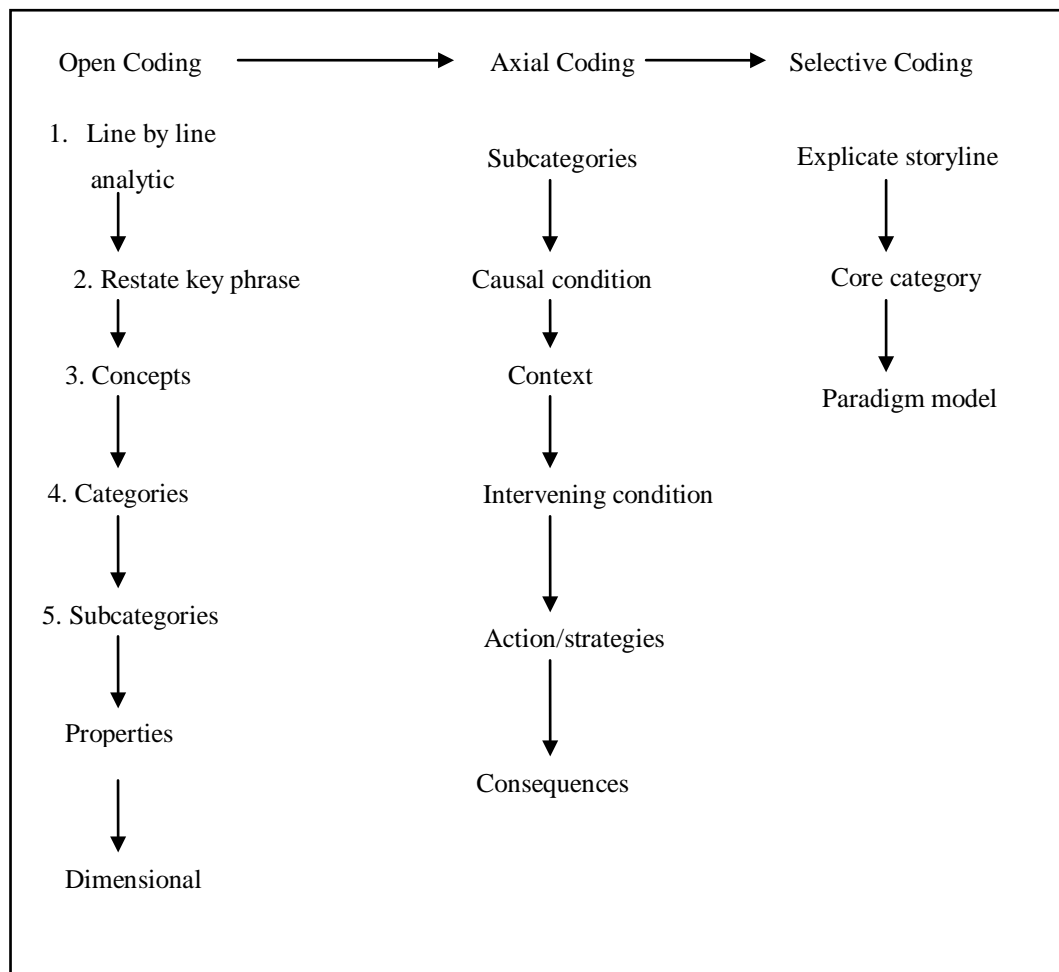 Open Coding
Axial Coding
Selective Coding
1. Line by line
analytic
2. Restate key phrase
3. Concepts
4. Categories
5. Subcategories
Properties
Dimensional
Subcategories
Causal condition
Context
Intervening condition
Action/strategies
Consequences
Explicate storyline
Core category
Paradigm model